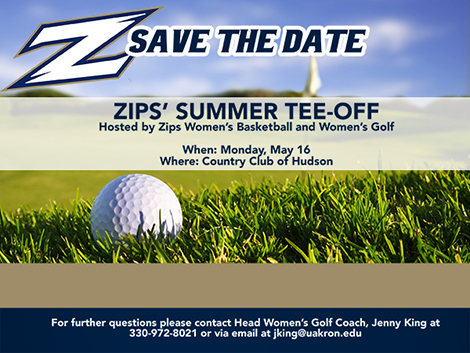 Z SAVE THE DATE
ZIPS' SUMMER TEE-OFF
Hosted by Zips Women's Basketball and Women's Golf
When: Monday, May 16
Where: Country Club of Hudson
For further questions please contact Head Women's Golf Coach, Jenny King at
330-972-8021 or via email at jking@uakron.edu